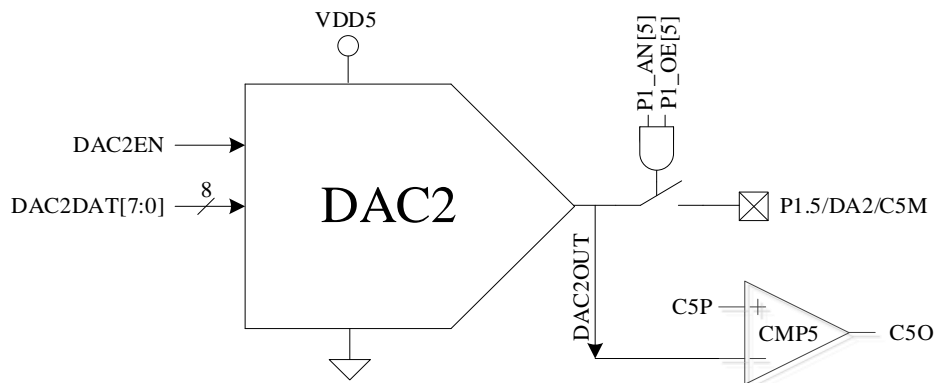 VDD5
P1_AN[5]
P1_OE[5]
DAC2EN
DAC2DAT[7:0]
8
DAC2
P1.5/DA2/C5M
DAC2OUT
C5P
+
CMP5
C5O